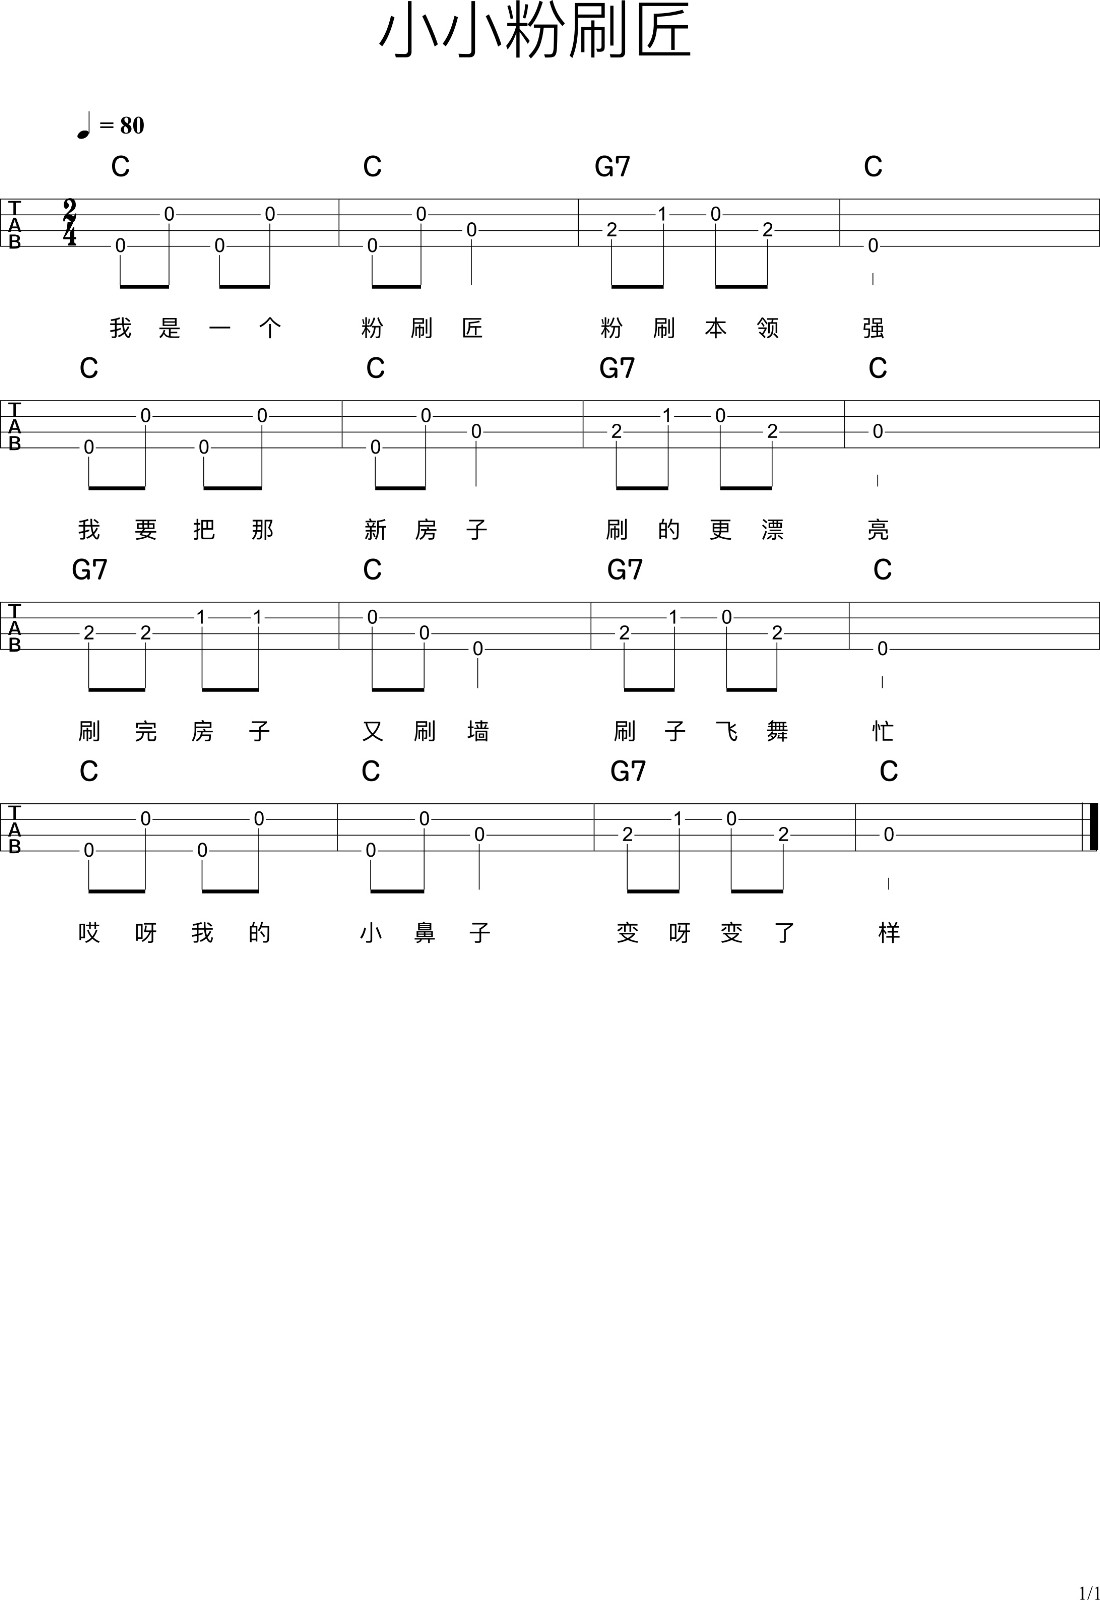 小小粉刷匠
= 80
C C G7 C
T A B 2 4 0 0 0 0 0 0 0 2 1 0 2 0
我 是 一 个 粉 刷 匠 粉 刷 本 领 强
C C G7 C
T A B 0 0 0 0 0 0 0 2 1 0 2 0
我 要 把 那 新 房 子 刷 的 更 漂 亮
G7 C G7 C
T A B 2 2 1 1 0 0 0 2 1 0 2 0
刷 完 房 子 又 刷 墙 刷 子 飞 舞 忙
C C G7 C
T A B 0 0 0 0 0 0 0 2 1 0 2 0
哎 呀 我 的 小 鼻 子 变 呀 变 了 样
1/1